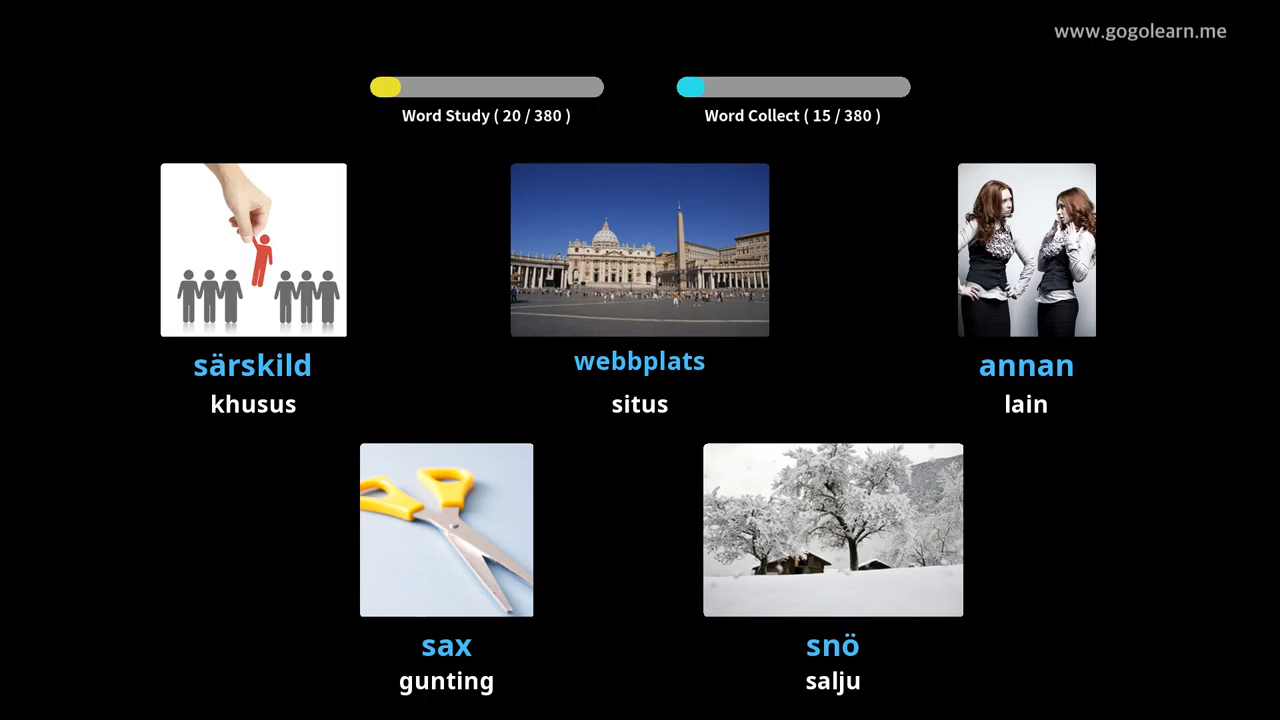 www.gogolearn.me
Word Study ( 20 / 380 )
Word Collect ( 15 / 380 )
särskild
webbplats
annan
khusus
situs
lain
sax
snö
gunting
salju